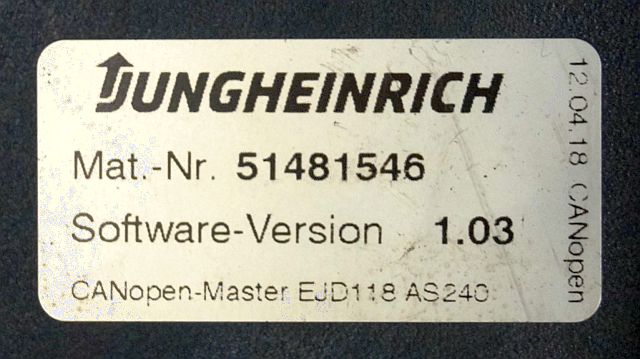 JUNGHEINRICH
Mat.-Nr. 51481546
Software-Version 1.03
CANopen-Master EJD118 AS240
12.04.18 CANopen